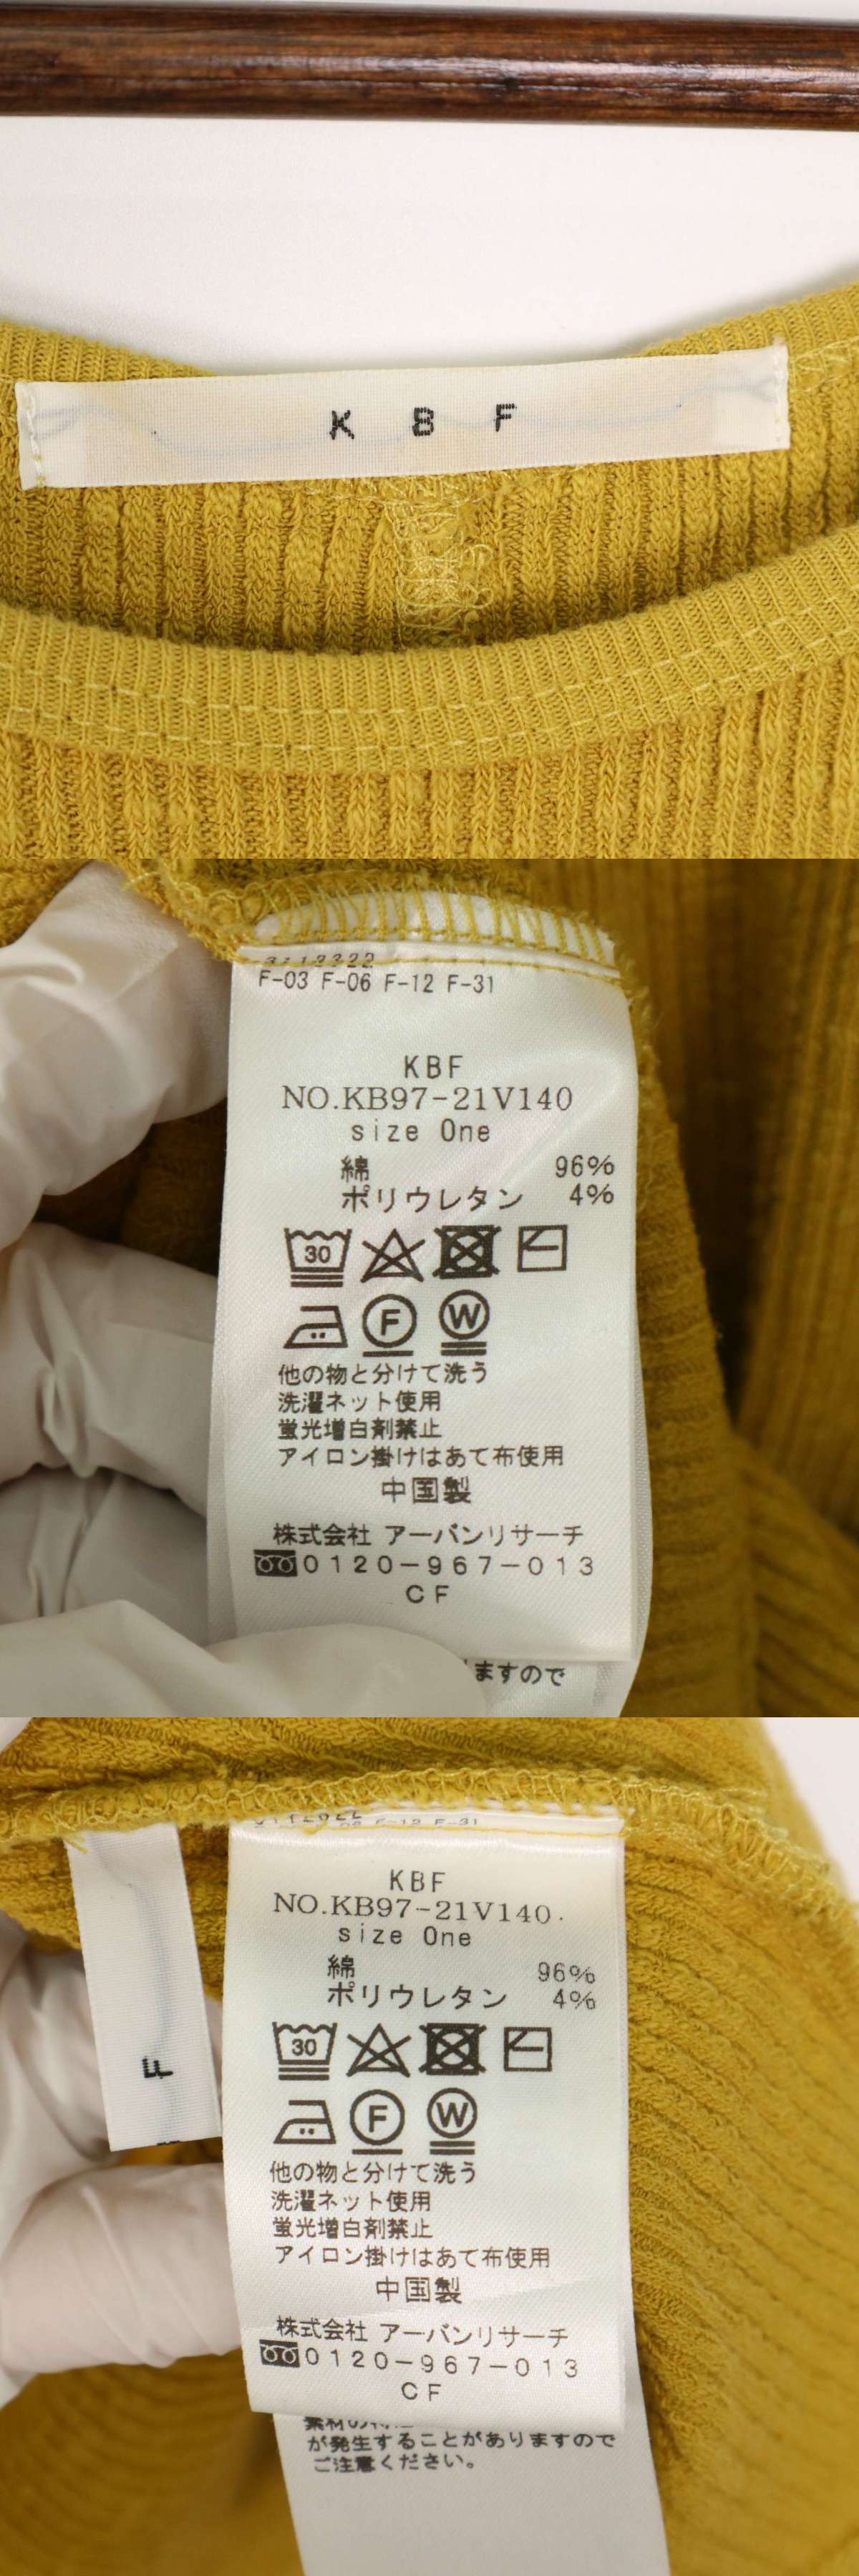 K B F
F-03 F-06 F-12 F-31
KBF
NO.KB97-21V140
size One
綿 96%
ポリウレタン 4%
30
F W
他の物と分けて洗う
洗濯ネット使用
蛍光増白剤禁止
アイロン掛けはあて布使用
中国製
株式会社 アーバンリサーチ
0120-967-013
CF
ますので
F-12 F-31
KBF
NO.KB97-21V140.
size One
綿 96%
ポリウレタン 4%
30
F W
F
他の物と分けて洗う
洗濯ネット使用
蛍光増白剤禁止
アイロン掛けはあて布使用
中国製
株式会社 アーバンリサーチ
0120-967-013
CF
が発生することがありますので
ご注意ください。